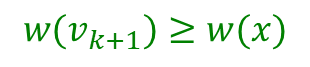 w(v_{k+1}) ≥ w(x)